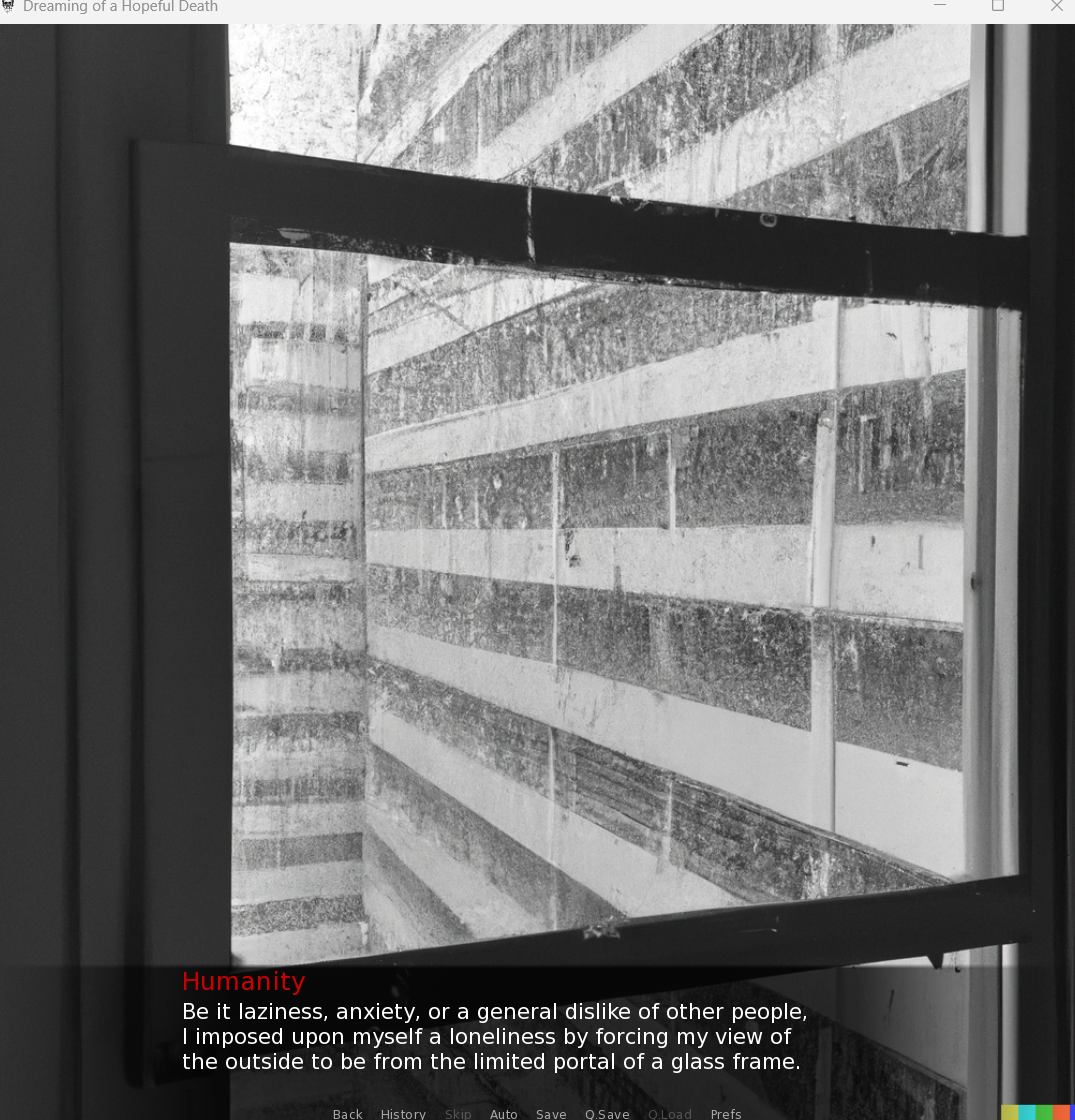 Dreaming of a Hopeful Death
Humanity
Be it laziness, anxiety, or a general dislike of other people,
I imposed upon myself a loneliness by forcing my view of
the outside to be from the limited portal of a glass frame.
Back History Skip Auto Save Q.Save Q.Load Prefs